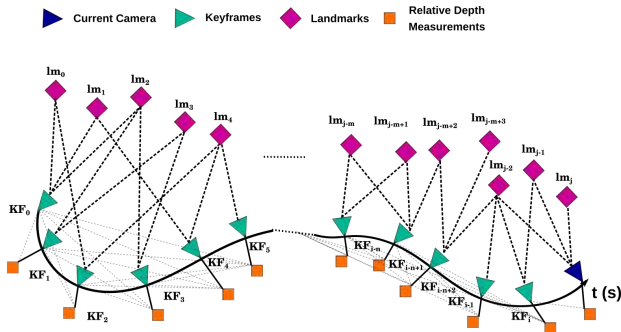 Current Camera
Keyframes
Landmarks
Relative Depth
Measurements
lm0
lm1
lm2
lm3
lm4
lmj-m
lmj-m+1
lmj-m+2
lmj-m+3
lmj-2
lmj-1
lmj
KF0
KF1
KF2
KF3
KF4
KF5
KFi-n
KFi-n+1
KFi-n+2
KFi-1
KFi
t (s)